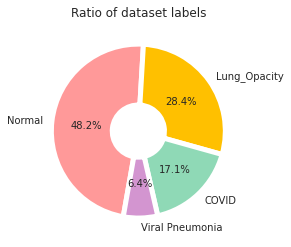 Ratio of dataset labels
Lung_Opacity
28.4%
Normal
48.2%
17.1%
6.4%
COVID
Viral Pneumonia